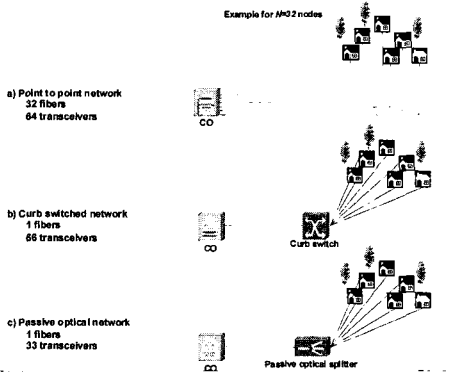 Example for N=32 nodes
a) Point to point network
32 fibers
64 transceivers
CO
b) Curb switched network
1 fibers
66 transceivers
CO
Curb switch
c) Passive optical network
1 fibers
33 transceivers
CO
Passive optical splitter